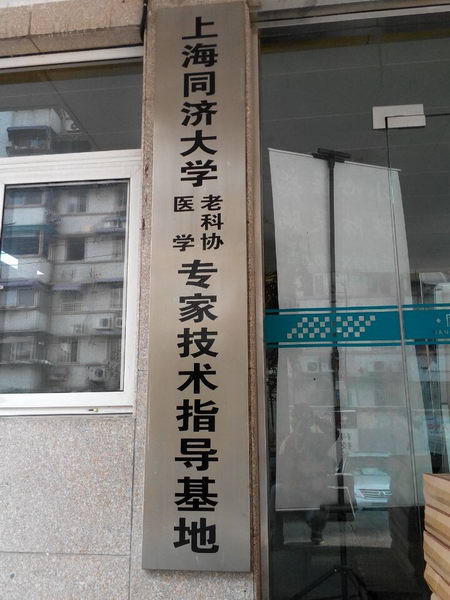 上海同济大学
老科协
医学
专家技术指导基地